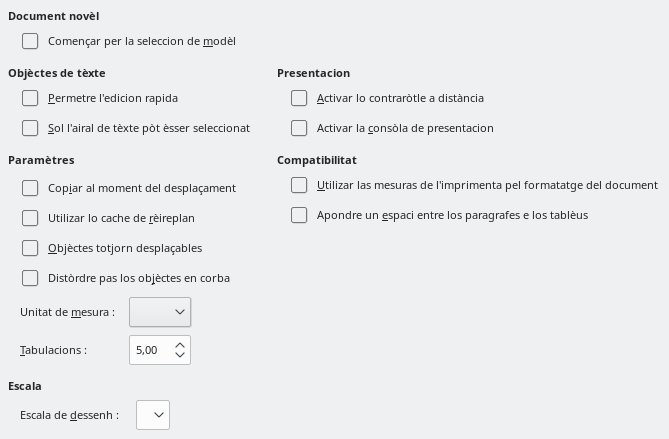 Document novèl
Començar per la seleccion de modèl
Objèctes de tèxte
Permetre l'edicion rapida
Sol l'airal de tèxte pòt èsser seleccionat
Presentacion
Activar lo contraròtle a distància
Activar la consòla de presentacion
Paramètres
Copiar al moment del desplaçament
Utilizar lo cache de rèireplan
Objèctes totjorn desplaçables
Distòrdre pas los objèctes en corba
Unitat de mesura :
Tabulacions : 5,00
Compatibilitat
Utilizar las mesuras de l'imprimenta pel formatatge del document
Apondre un espaci entre los paragrafes e los tablèus
Escala
Escala de dessenh :